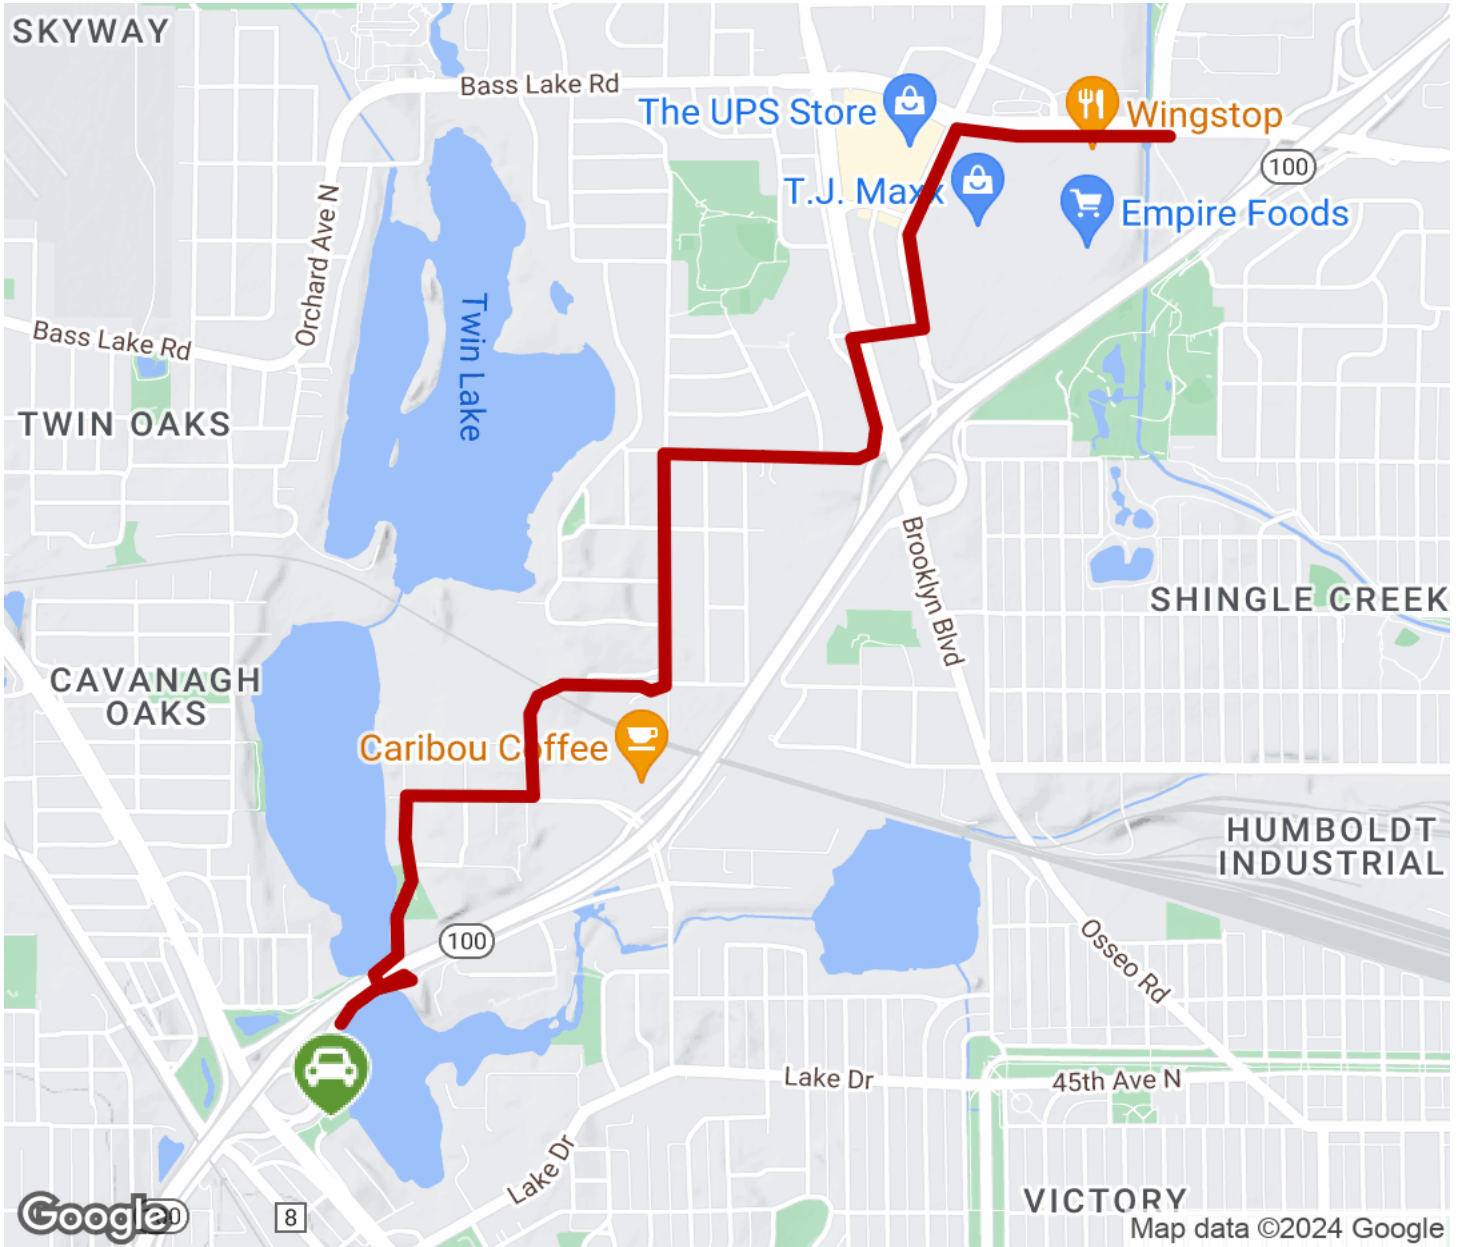 SKYWAY
Bass Lake Rd
The UPS Store
Wingstop
100
T.J. Maxx
Empire Foods
Orchard Ave N
Twin Lake
Bass Lake Rd
TWIN OAKS
Brooklyn Blvd
SHINGLE CREEK
CAVANAGH
OAKS
Caribou Coffee
HUMBOLDT
INDUSTRIAL
100
Osseo Rd
Lake Dr
45th Ave N
Lake Dr
VICTORY
Google
8
Map data ©2024 Google